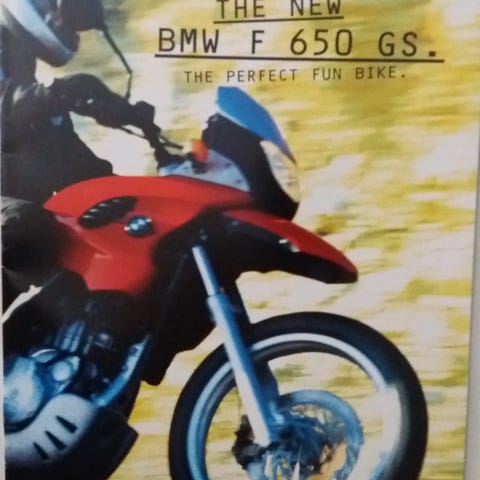 THE NEW
BMW F 650 GS.
THE PERFECT FUN BIKE.